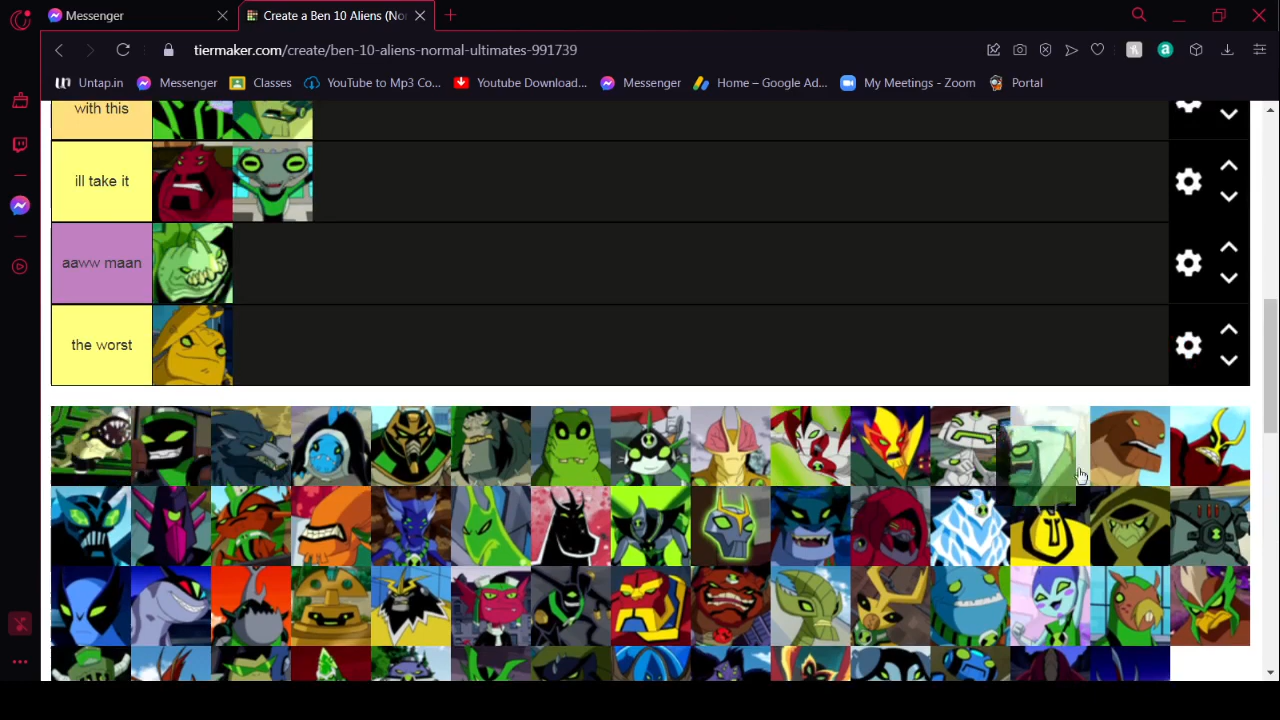 Messenger
Create a Ben 10 Aliens (No
tiermaker.com/create/ben-10-aliens-normal-ultimates-991739
Untap.in Messenger Classes YouTube to Mp3 Co... Youtube Download... Messenger Home – Google Ad... My Meetings - Zoom Portal
with this
ill take it
aaww maan
the worst